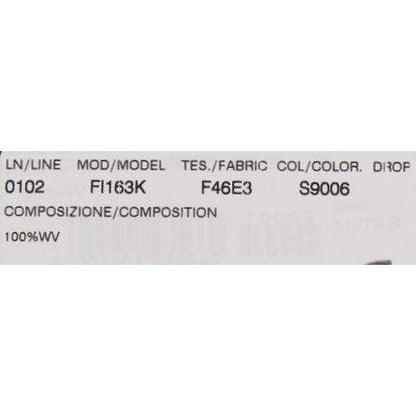 LN/LINE MOD/MODEL TES./FABRIC COL/COLOR. DROP
0102 FI163K F46E3 S9006
COMPOSIZIONE/COMPOSITION
100%WV